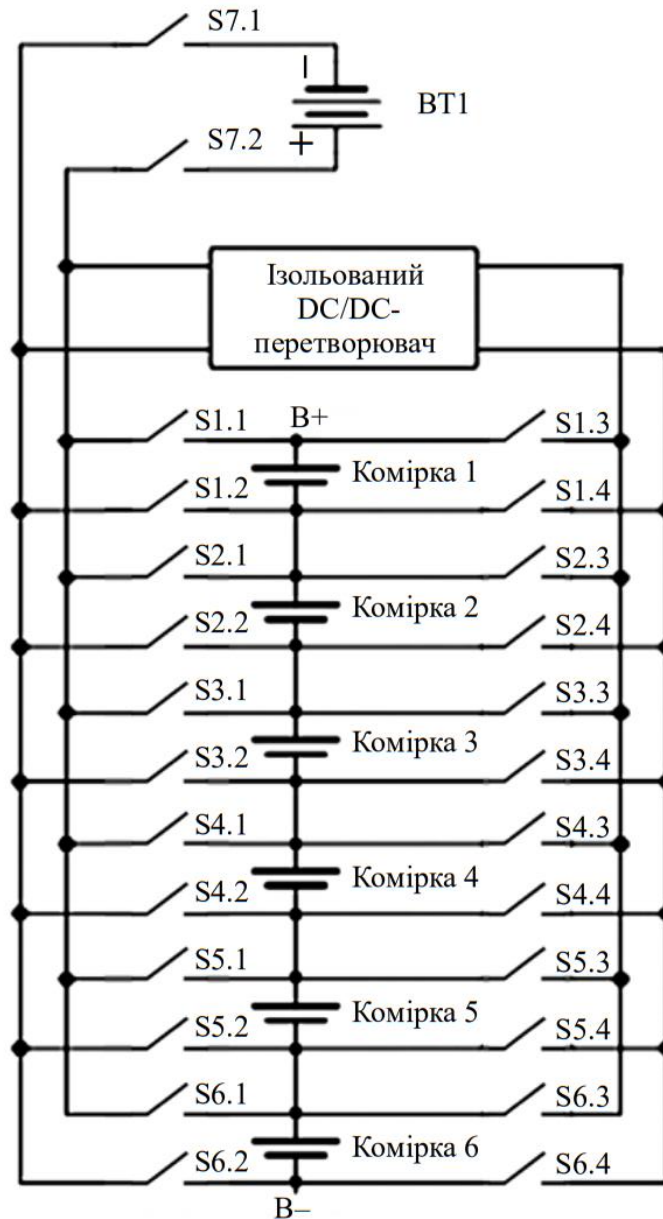 S7.1
–
BT1
S7.2
+
Ізольований
DC/DC-
перетворювач
B+
S1.1
S1.3
Комірка 1
S1.2
S1.4
S2.1
S2.3
Комірка 2
S2.2
S2.4
S3.1
S3.3
Комірка 3
S3.2
S3.4
S4.1
S4.3
Комірка 4
S4.2
S4.4
S5.1
S5.3
Комірка 5
S5.2
S5.4
S6.1
S6.3
Комірка 6
S6.2
S6.4
B–